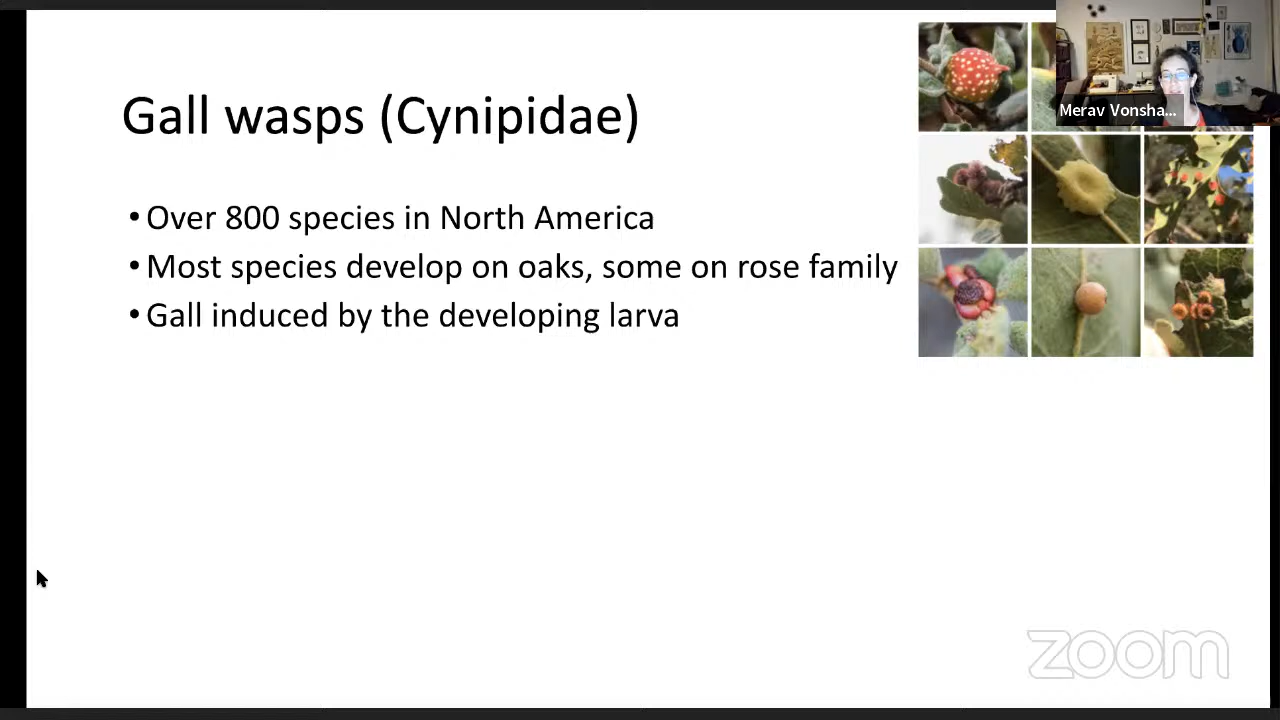 Gall wasps (Cynipidae)
• Over 800 species in North America
• Most species develop on oaks, some on rose family
• Gall induced by the developing larva
Merav Vonsha...
zoom